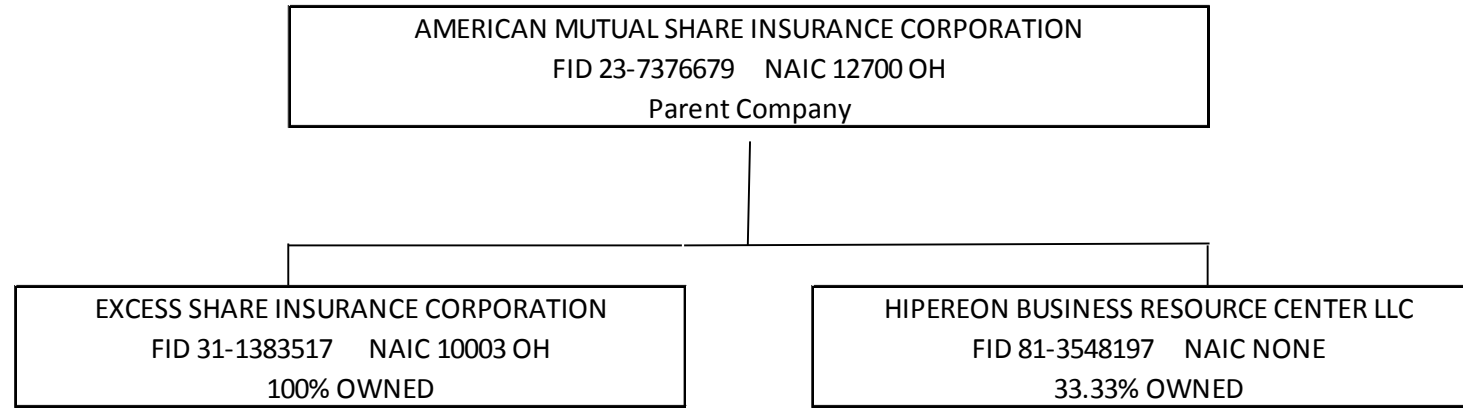 AMERICAN MUTUAL SHARE INSURANCE CORPORATION
FID 23-7376679 NAIC 12700 OH
Parent Company
EXCESS SHARE INSURANCE CORPORATION
FID 31-1383517 NAIC 10003 OH
100% OWNED
HIPEREON BUSINESS RESOURCE CENTER LLC
FID 81-3548197 NAIC NONE
33.33% OWNED